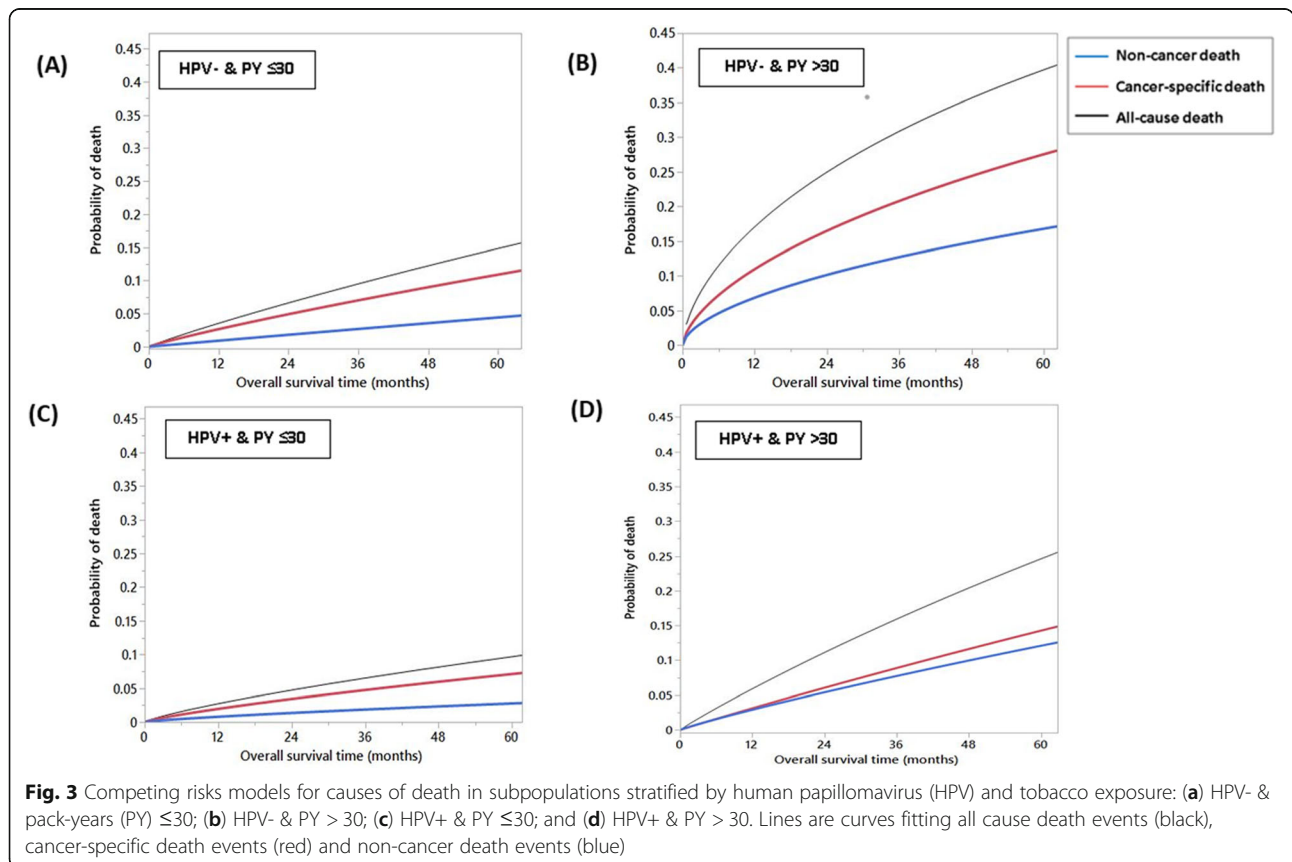 (A)
HPV- & PY ≤30
0.45
0.4
0.35
0.3
0.25
0.2
0.15
0.1
0.05
0
Probability of death
0 12 24 36 48 60
Overall survival time (months)
(B)
HPV- & PY >30
0.45
0.4
0.35
0.3
0.25
0.2
0.15
0.1
0.05
0
Probability of death
0 12 24 36 48 60
Overall survival time (months)
Non-cancer death
Cancer-specific death
All-cause death
(C)
HPV+ & PY ≤30
0.45
0.4
0.35
0.3
0.25
0.2
0.15
0.1
0.05
0
Probability of death
0 12 24 36 48 60
Overall survival time (months)
(D)
HPV+ & PY >30
0.45
0.4
0.35
0.3
0.25
0.2
0.15
0.1
0.05
0
Probability of death
0 12 24 36 48 60
Overall survival time (months)
Fig. 3 Competing risks models for causes of death in subpopulations stratified by human papillomavirus (HPV) and tobacco exposure: (a) HPV- &
pack-years (PY) ≤30; (b) HPV- & PY > 30; (c) HPV+ & PY ≤30; and (d) HPV+ & PY > 30. Lines are curves fitting all cause death events (black),
cancer-specific death events (red) and non-cancer death events (blue)